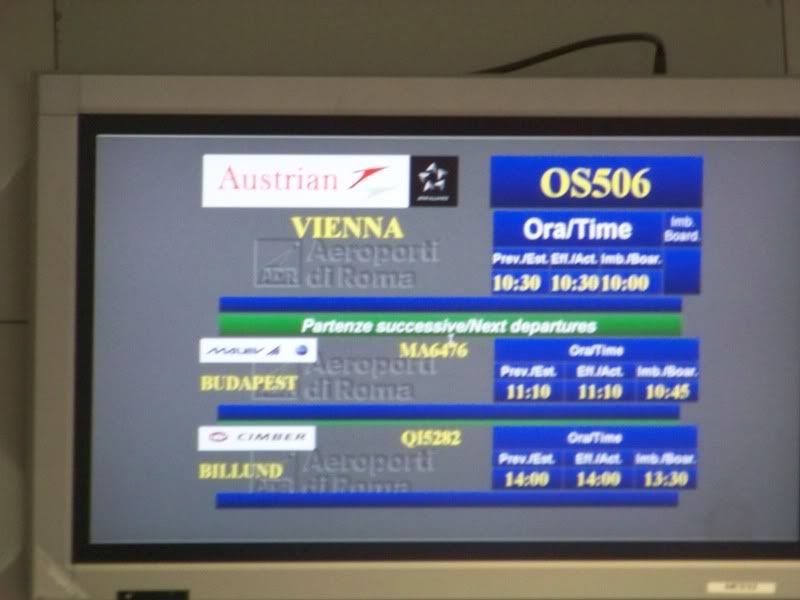 Austrian
OS506
VIENNA
Ora/Time
Imb.
Board.
Aeroporti
di Roma
ADR
Prev./Est. Eff./Act. Imb./Boar.
10:30 10:30 10:00
Partenze successive/Next departures
MALEV
MA6476
Ora/Time
Aeroporti
di Roma
BUDAPEST
Prev./Est. Eff./Act. Imb./Boar.
11:10 11:10 10:45
CIMBER
QI5282
Ora/Time
Aeroporti
di Roma
BILLUND
Prev./Est. Eff./Act. Imb./Boar.
14:00 14:00 13:30